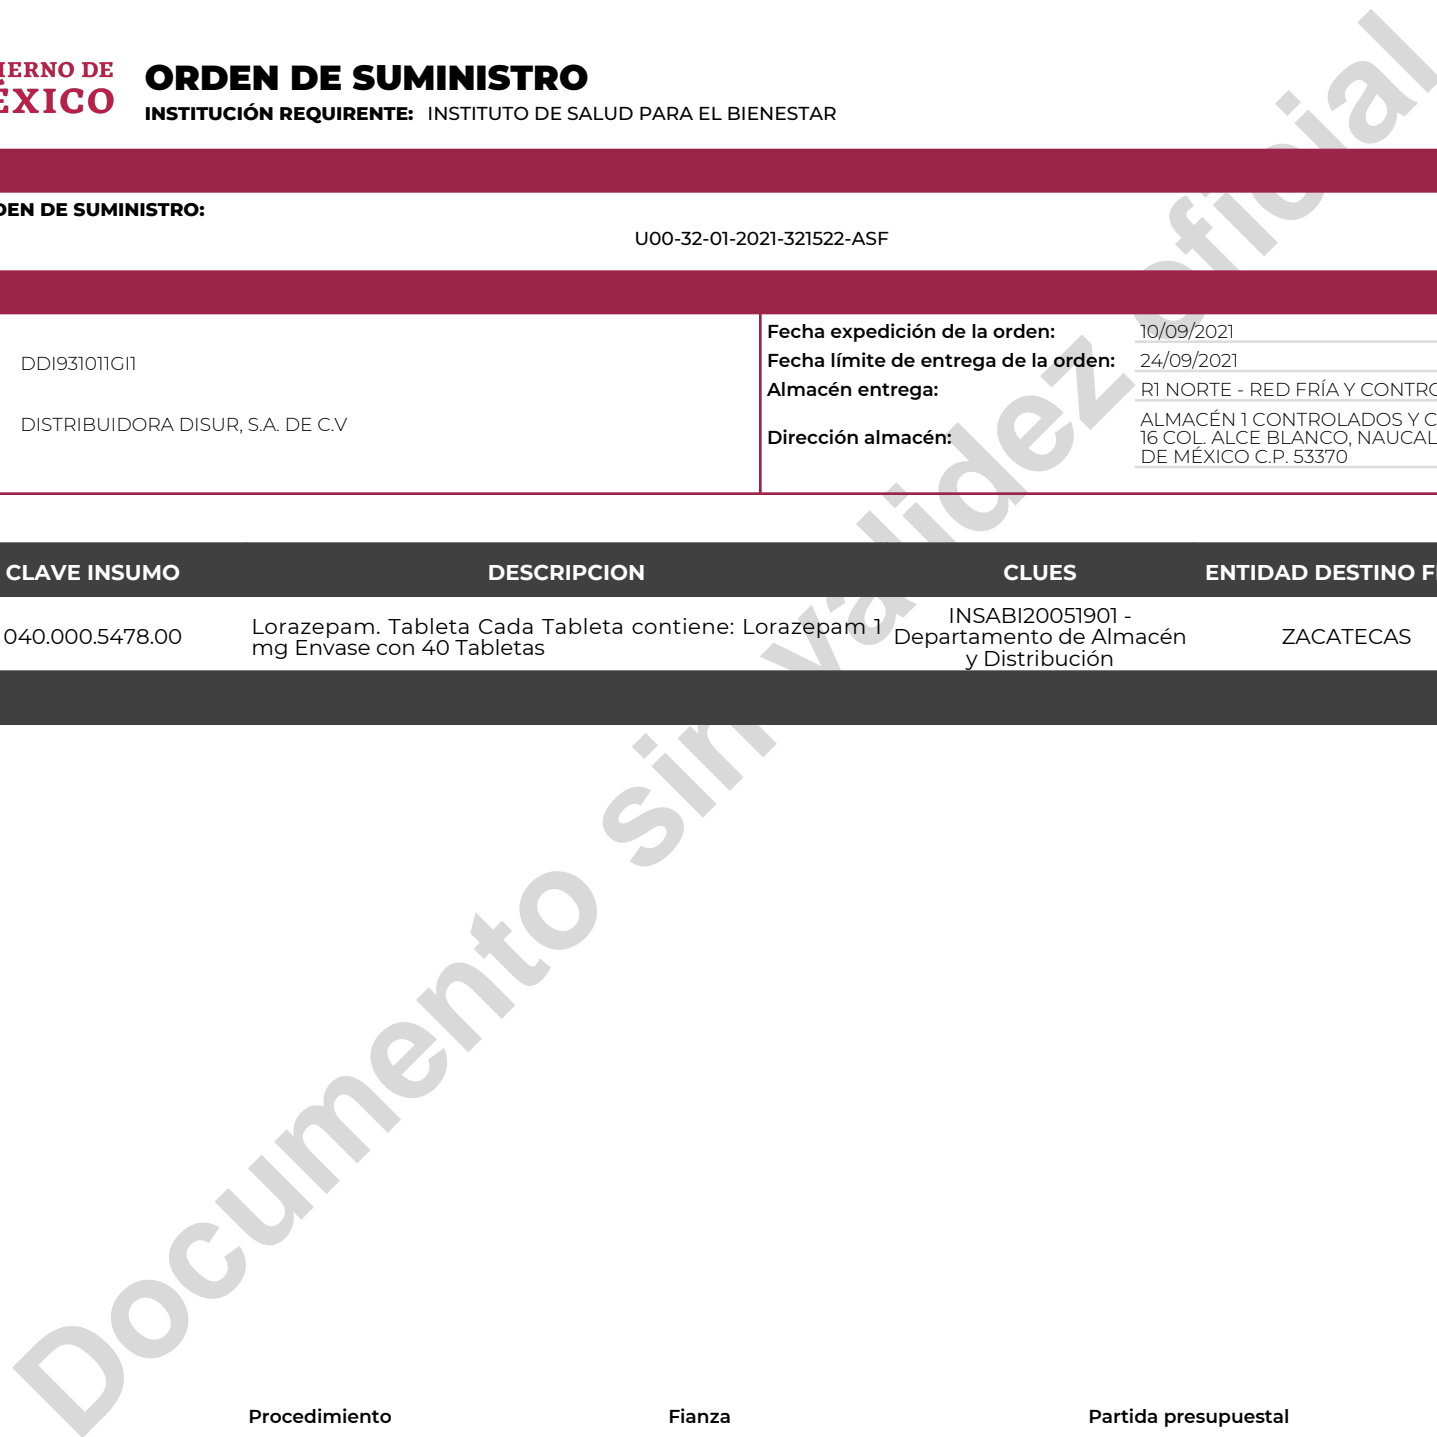 IERNO DE
ÉXICO
ORDEN DE SUMINISTRO
INSTITUCIÓN REQUIRENTE: INSTITUTO DE SALUD PARA EL BIENESTAR
DEN DE SUMINISTRO:
U00-32-01-2021-321522-ASF
DDI931011GI1
DISTRIBUIDORA DISUR, S.A. DE C.V
Fecha expedición de la orden: 10/09/2021
Fecha límite de entrega de la orden: 24/09/2021
Almacén entrega: R1 NORTE - RED FRÍA Y CONTRO
Dirección almacén: ALMACÉN 1 CONTROLADOS Y C
16 COL. ALCE BLANCO, NAUCAL
DE MÉXICO C.P. 53370
CLAVE INSUMO DESCRIPCION CLUES ENTIDAD DESTINO F
040.000.5478.00
Lorazepam. Tableta Cada Tableta contiene: Lorazepam 1
mg Envase con 40 Tabletas
INSABI20051901 -
Departamento de Almacén
y Distribución
ZACATECAS
Documento sin validez oficial
Procedimiento Fianza Partida presupuestal